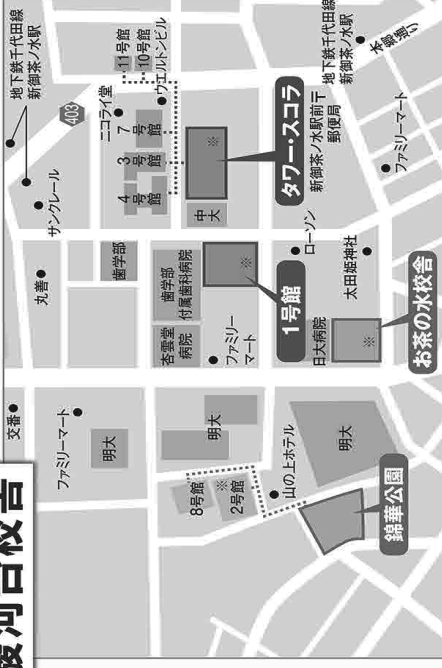 駿河台校舎
交番
ファミリーマート
明大
丸善
サンクレール
地下鉄千代田線
新御茶ノ水駅
403
歯学部
ニコライ堂
11号館
10号館
ウエルトンビル
7号館
3号館
4号館
歯学部
付属歯科病院
杏雲堂
病院
ファミリー
マート
明大
8号館
※
2号館
山の上ホテル
中大
※
タワー・スコラ
※
1号館
新御茶ノ水駅前〒
郵便局
地下鉄千代田線
新御茶ノ水駅
本郷通り
ローソン
日大病院
太田姫神社
ファミリーマート
明大
※
お茶の水校舎
錦華公園